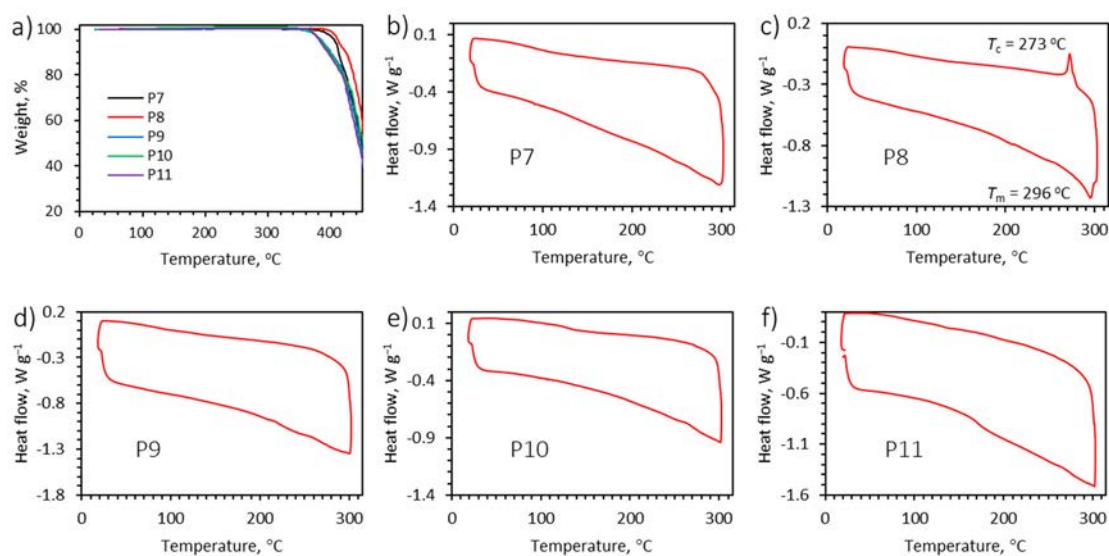 a)
100
80
60
40
20
Weight, %
P7
P8
P9
P10
P11
0 100 200 300 400
Temperature, °C
b)
0.1
-0.4
-0.9
-1.4
Heat flow, W g⁻¹
P7
0 100 200 300
Temperature, °C
c)
0.2
-0.3
-0.8
-1.3
Heat flow, W g⁻¹
Tc = 273 °C
P8
Tm = 296 °C
0 100 200 300
Temperature, °C
d)
0.2
-0.3
-0.8
-1.3
-1.8
Heat flow, W g⁻¹
P9
0 100 200 300
Temperature, °C
e)
0.1
-0.4
-0.9
-1.4
Heat flow, W g⁻¹
P10
0 100 200 300
Temperature, °C
f)
-0.1
-0.6
-1.1
-1.6
Heat flow, W g⁻¹
P11
0 100 200 300
Temperature, °C